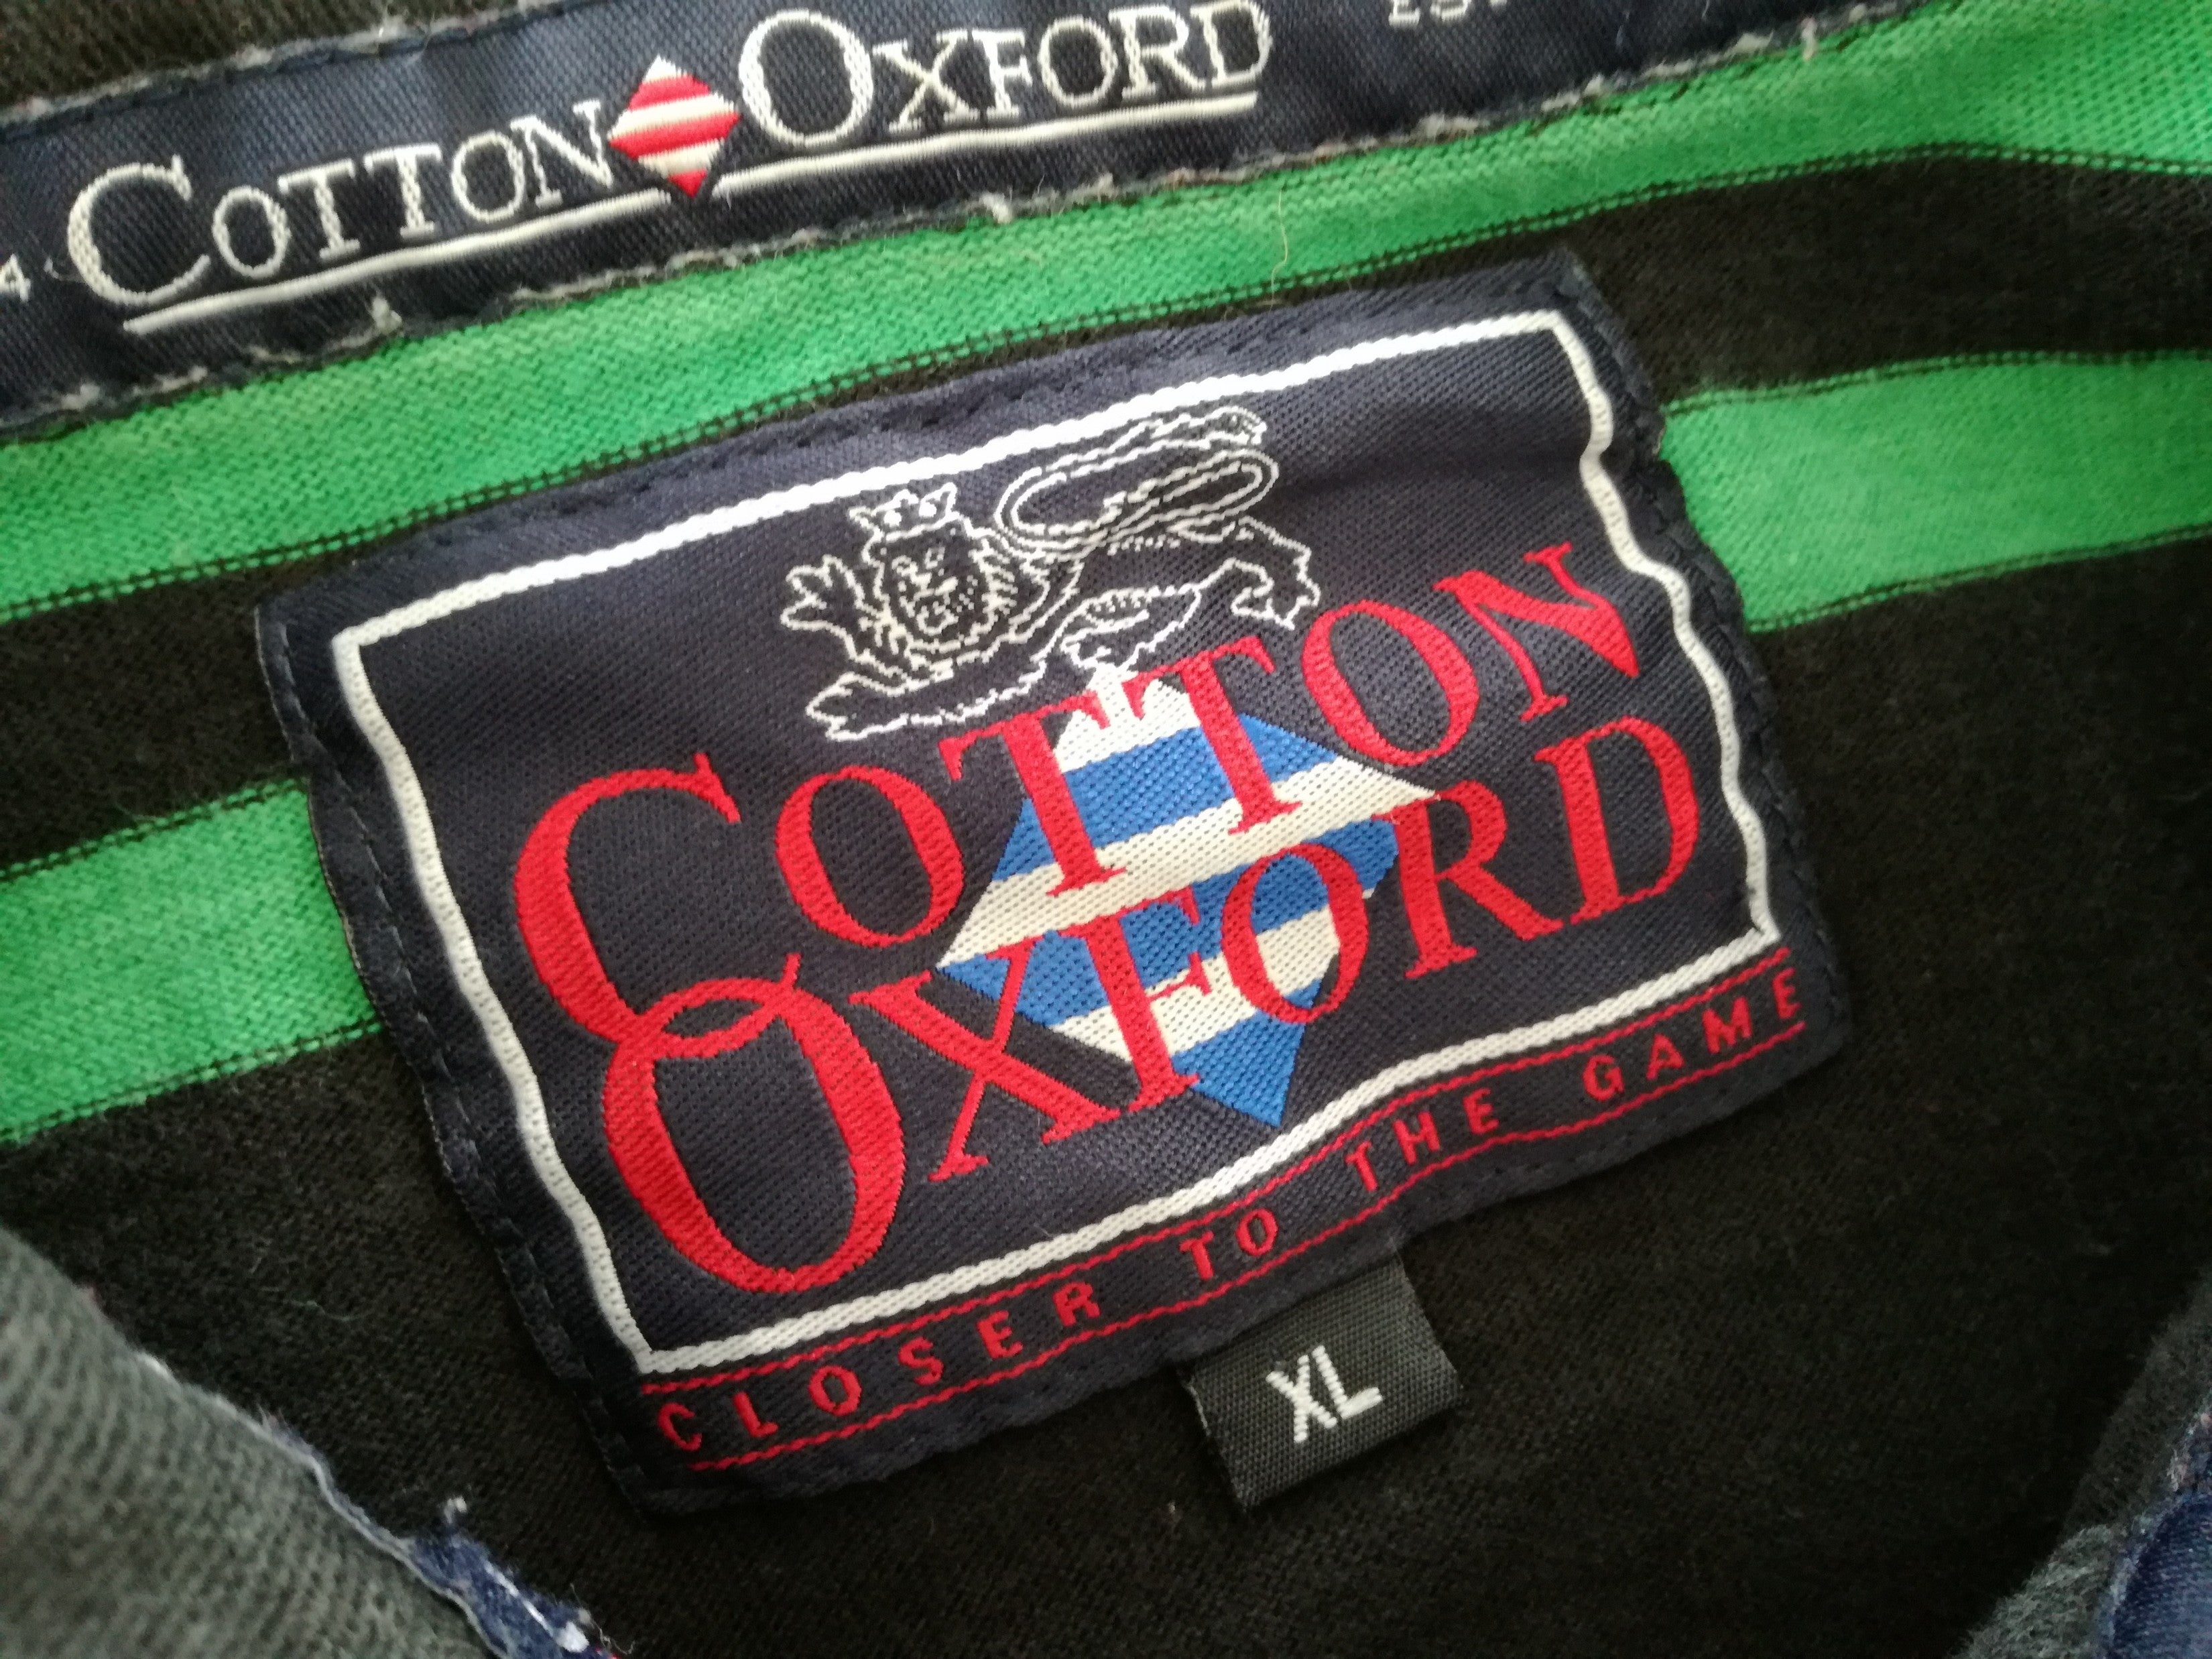 COTTON OXFORD
COTTON
OXFORD
CLOSER TO THE GAME
XL